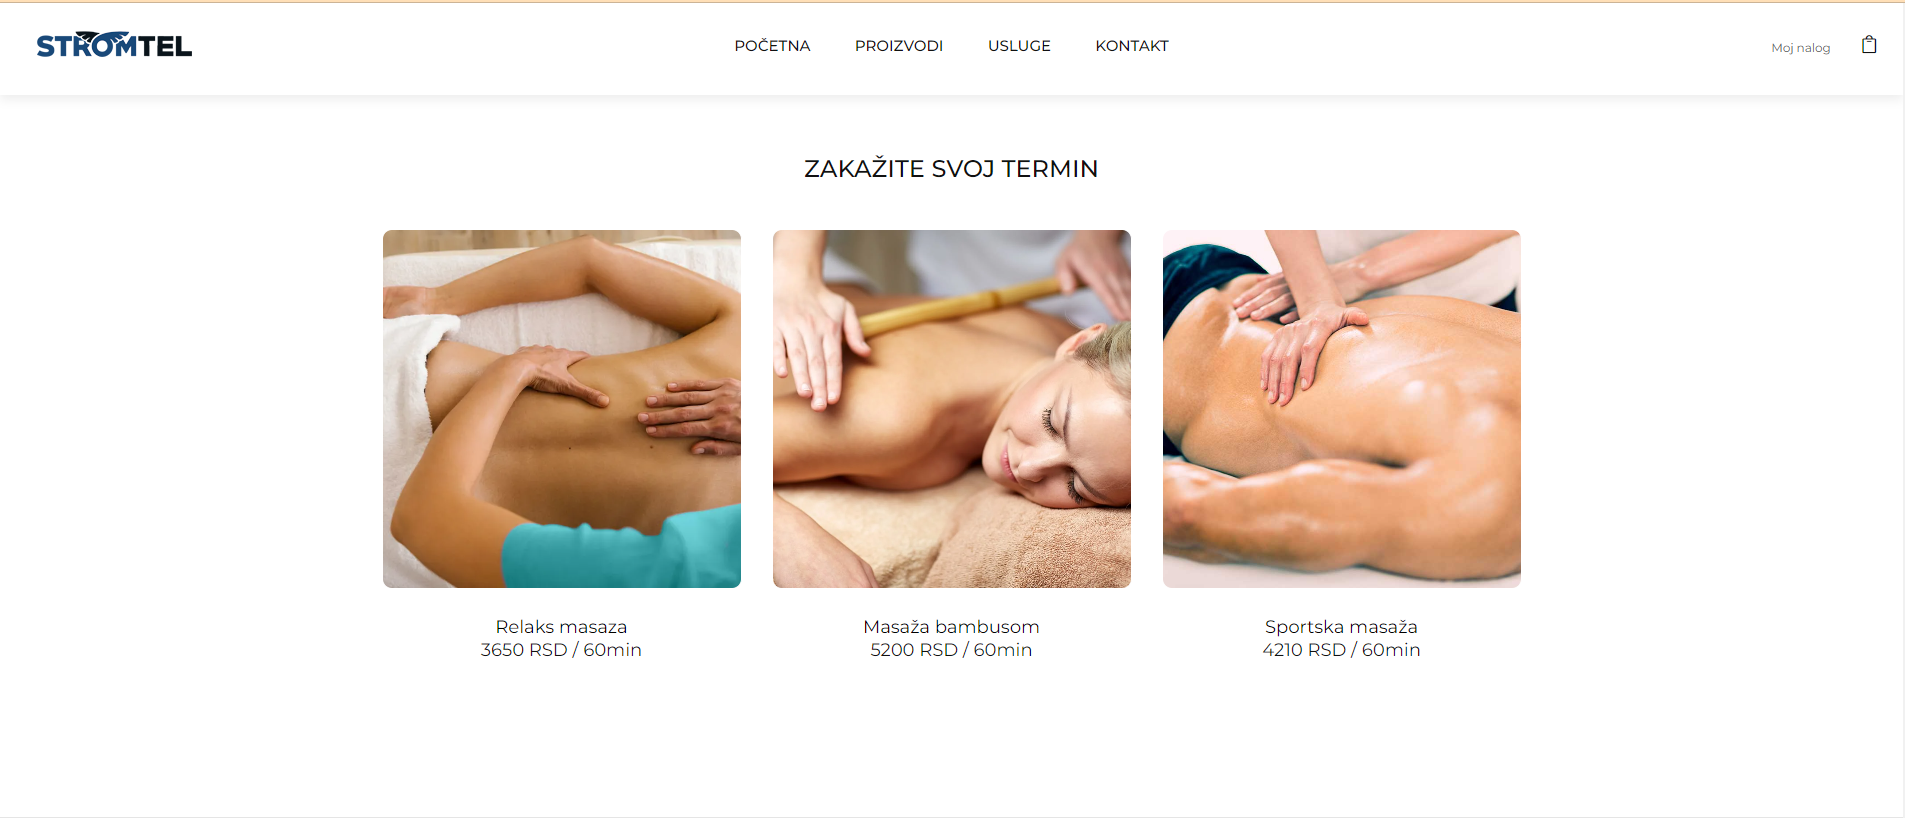 STROMTEL
POČETNA PROIZVODI USLUGE KONTAKT
Moj nalog
ZAKAŽITE SVOJ TERMIN
Relaks masaza
3650 RSD / 60min
Masaža bambusom
5200 RSD / 60min
Sportska masaža
4210 RSD / 60min